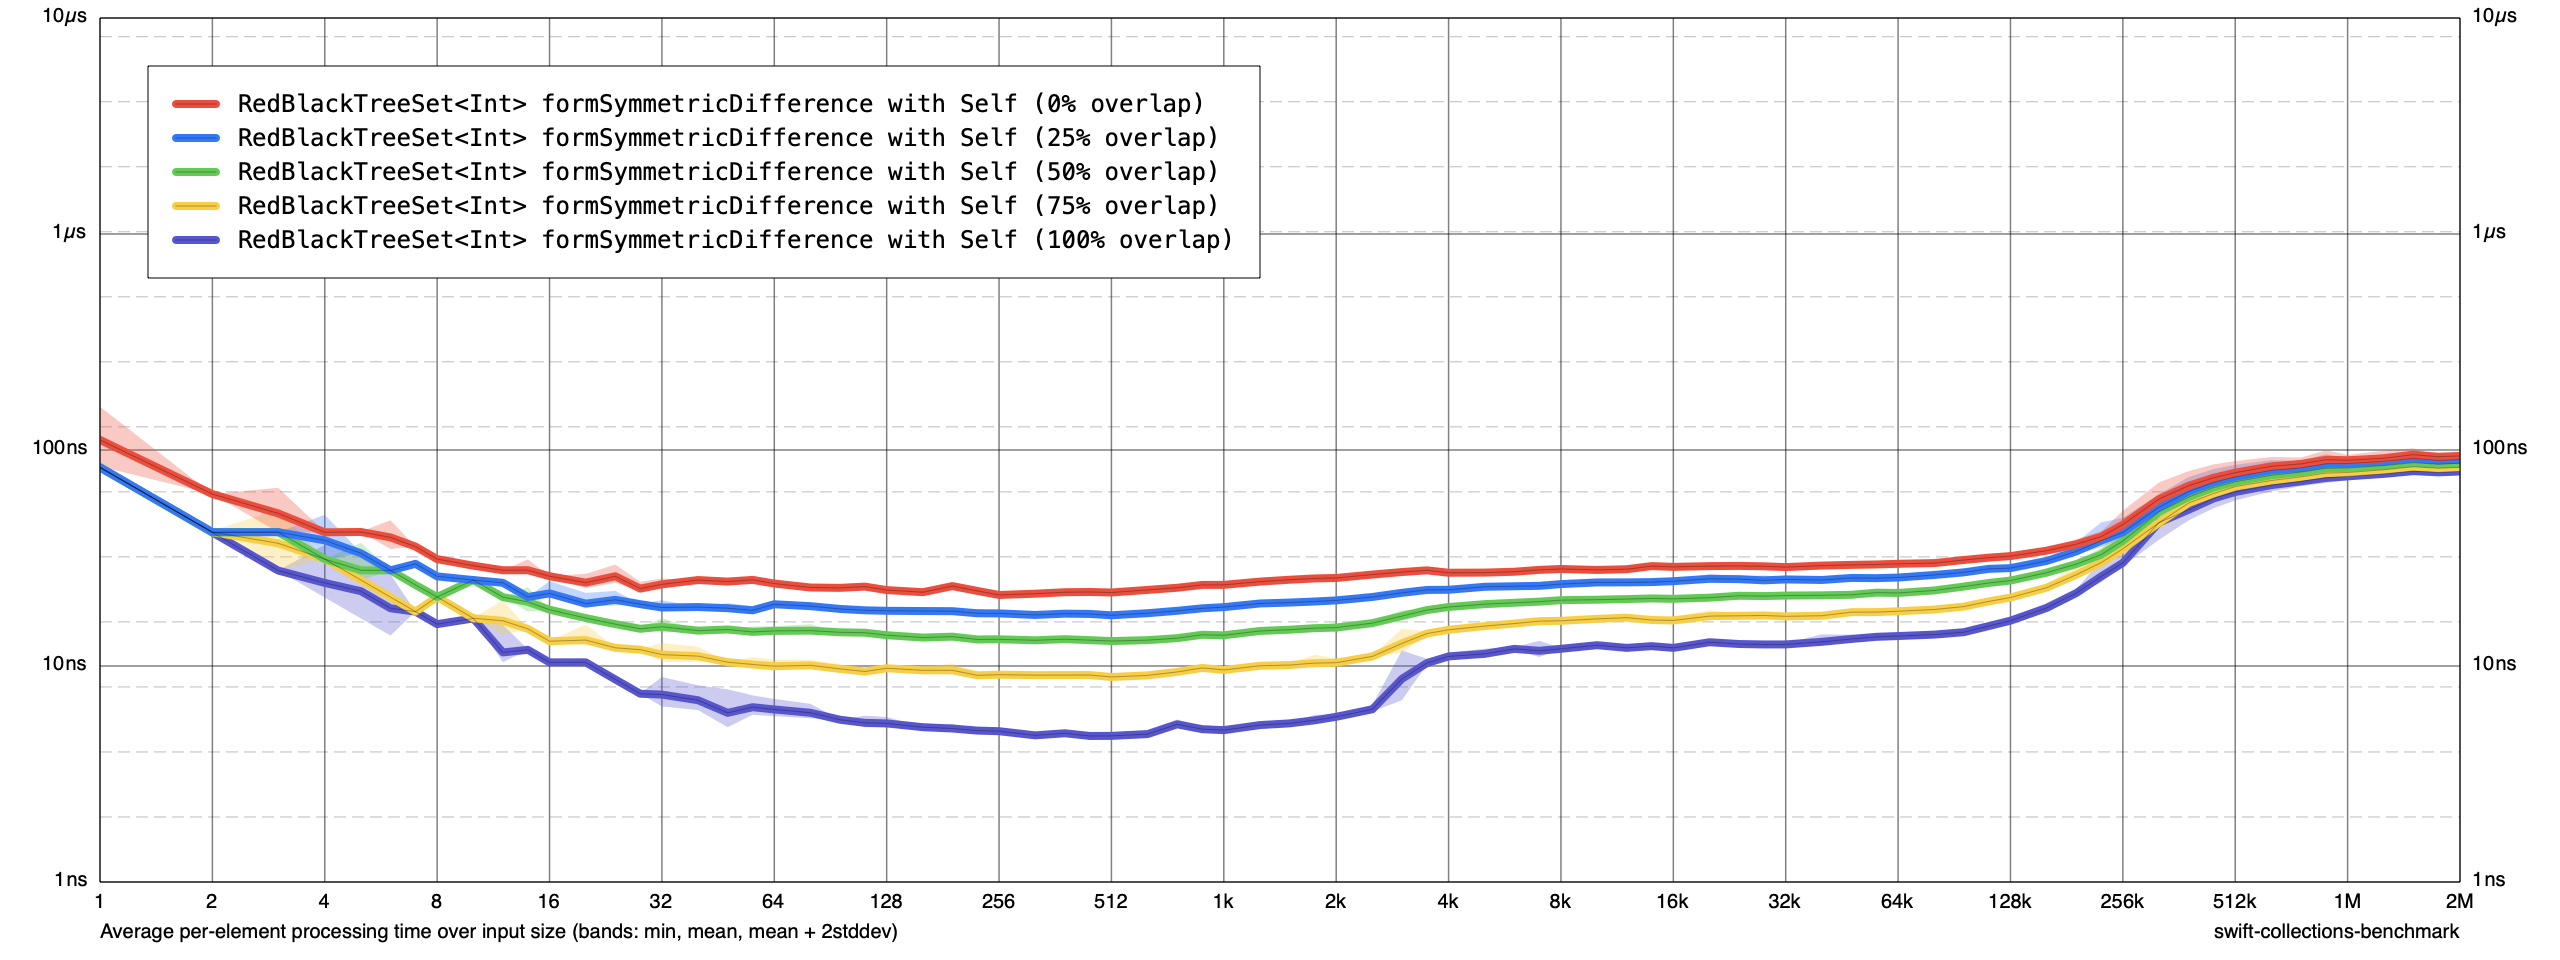 10µs 10µs
RedBlackTreeSet<Int> formSymmetricDifference with Self (0% overlap)
RedBlackTreeSet<Int> formSymmetricDifference with Self (25% overlap)
RedBlackTreeSet<Int> formSymmetricDifference with Self (50% overlap)
RedBlackTreeSet<Int> formSymmetricDifference with Self (75% overlap)
RedBlackTreeSet<Int> formSymmetricDifference with Self (100% overlap)
1µs 1µs
100ns 100ns
10ns 10ns
1ns 1ns
1 2 4 8 16 32 64 128 256 512 1k 2k 4k 8k 16k 32k 64k 128k 256k 512k 1M 2M
Average per-element processing time over input size (bands: min, mean, mean + 2stddev) swift-collections-benchmark